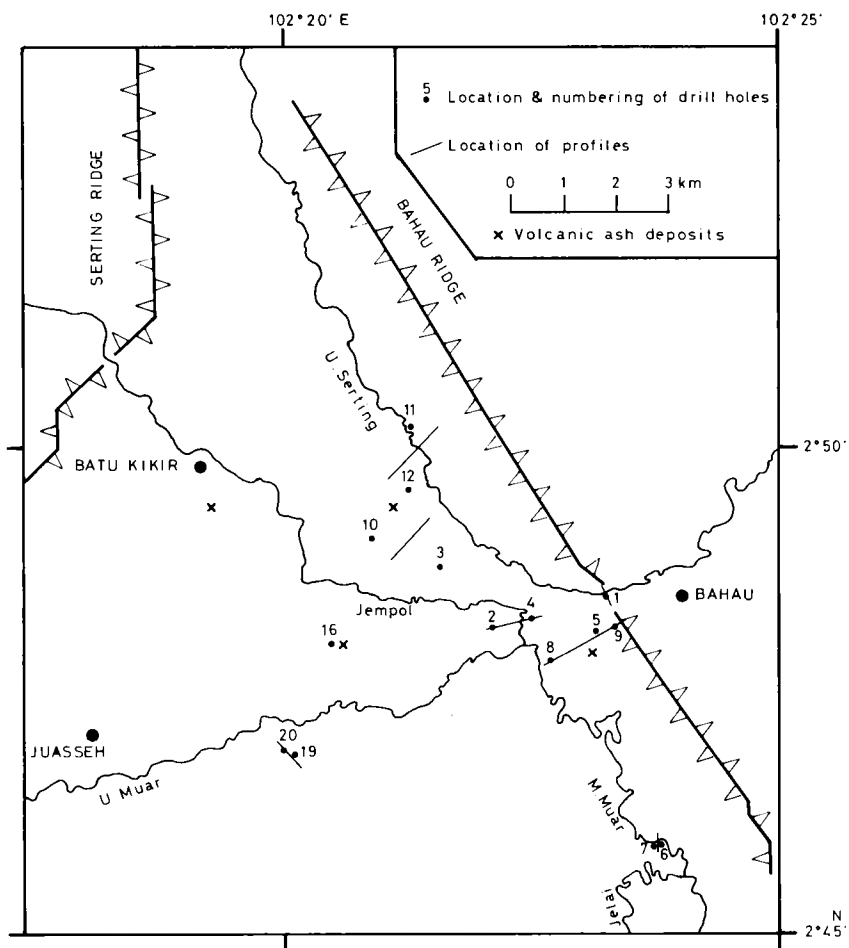 102°20' E
102°25'
5
Location & numbering of drill holes
Location of profiles
0 1 2 3 km
x Volcanic ash deposits
SERTING RIDGE
BAHAU RIDGE
U. Serting
11
2°50'
BATU KIKIR
12
10
3
1
BAHAU
Jempol
2
4
5
9
16
8
20
19
JUASSEH
U Muar
M. Muar
7
6
Jelai
N
2°45'